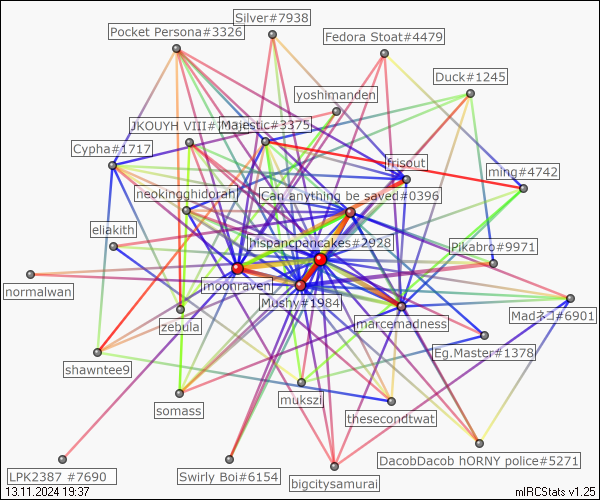 Silver#7938
Pocket Persona#3326
Fedora Stoat#4479
Duck#1245
yoshimanden
JKOUYH VIII#
Majestic#3375
Cypha#1717
frisout
ming#4742
neokingghidorah
Can anything be saved#0396
eliakith
hispancpancakes#2928
Pikabro#9971
normalwan
moonraven
Mushy#1984
Madネコ#6901
zebula
marcemadness
Eg.Master#1378
shawntee9
mukszi
somass
thesecondtwat
DacobDacob hORNY police#5271
LPK2387 #7690
Swirly Boi#6154
bigcitysamurai
13.11.2024 19:37
mIRCStats v1.25